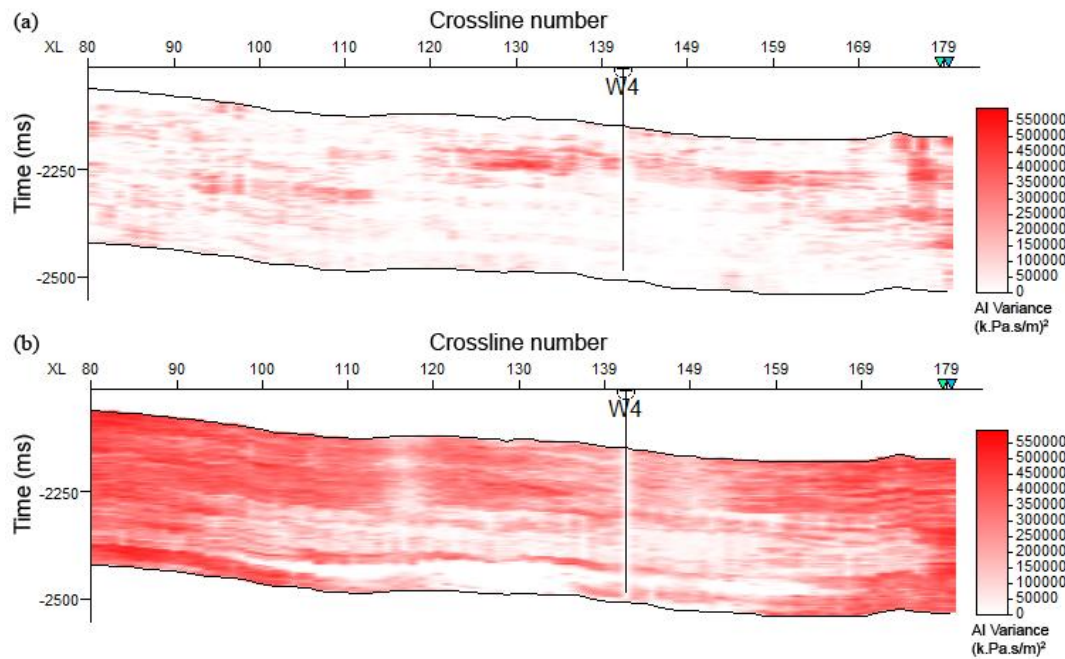 (a)
Crossline number
XL 80 90 100 110 120 130 139 149 159 169 179
W4
Time (ms)
-2250
-2500
550000
500000
450000
400000
350000
300000
250000
200000
150000
100000
500000
0
AI Variance
(k.Pa.s/m)²
(b)
Crossline number
XL 80 90 100 110 120 130 139 149 159 169 179
W4
Time (ms)
-2250
-2500
550000
500000
450000
400000
350000
300000
250000
200000
150000
100000
500000
0
AI Variance
(k.Pa.s/m)²